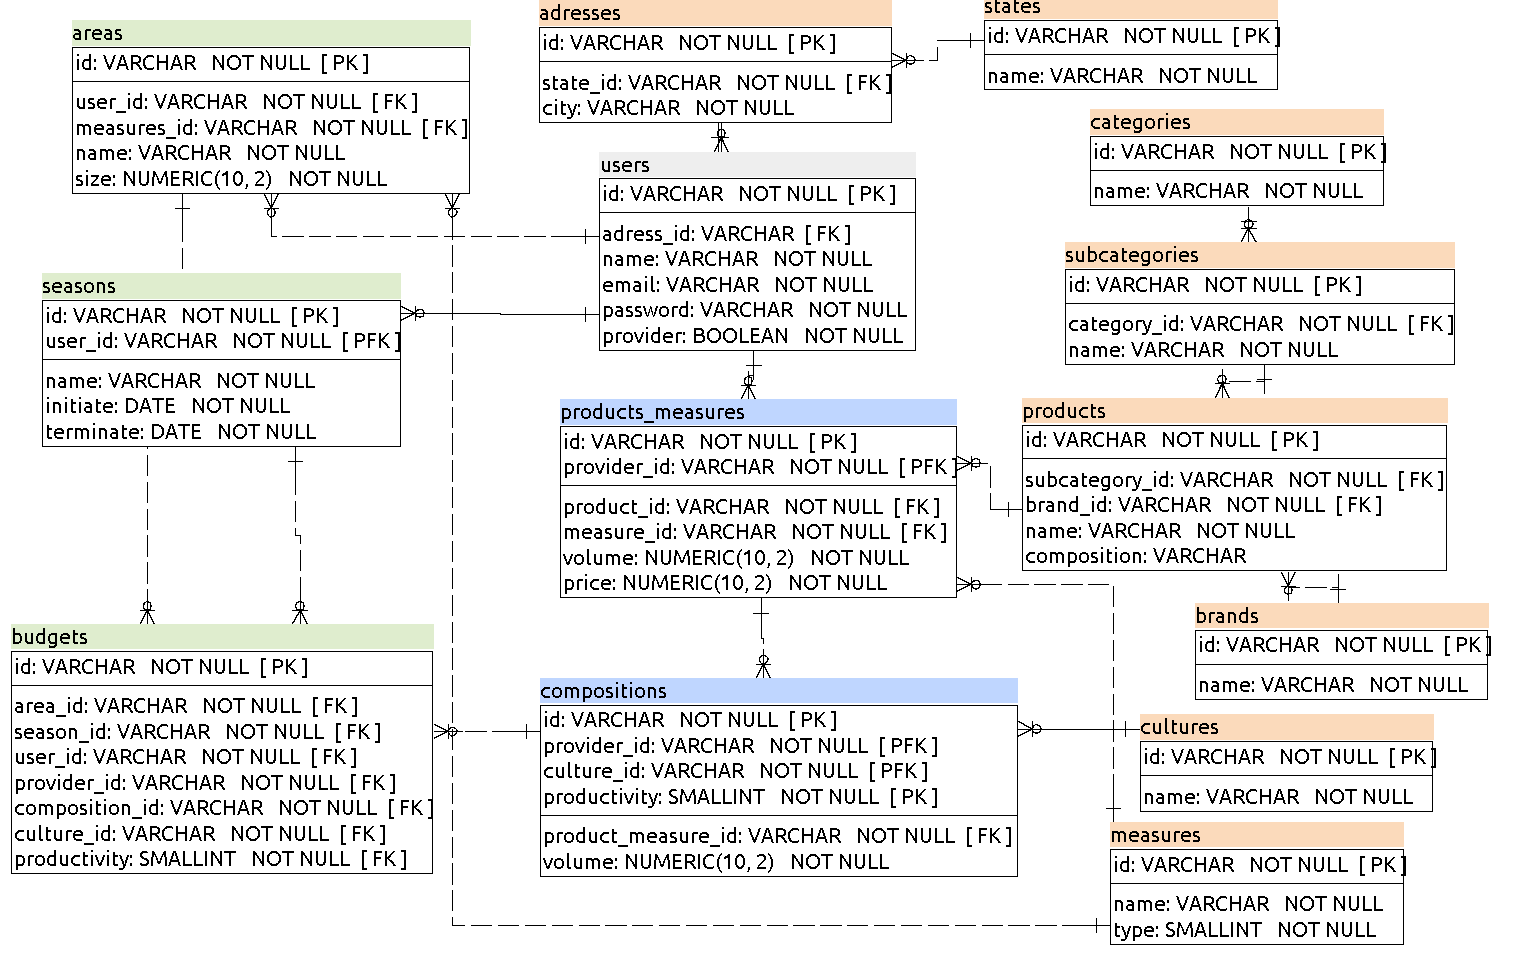 areas
id: VARCHAR NOT NULL [ PK ]
user_id: VARCHAR NOT NULL [ FK ]
measures_id: VARCHAR NOT NULL [ FK ]
name: VARCHAR NOT NULL
size: NUMERIC(10, 2) NOT NULL
adresses
id: VARCHAR NOT NULL [ PK ]
state_id: VARCHAR NOT NULL [ FK ]
city: VARCHAR NOT NULL
states
id: VARCHAR NOT NULL [ PK ]
name: VARCHAR NOT NULL
categories
id: VARCHAR NOT NULL [ PK ]
name: VARCHAR NOT NULL
users
id: VARCHAR NOT NULL [ PK ]
adress_id: VARCHAR [ FK ]
name: VARCHAR NOT NULL
email: VARCHAR NOT NULL
password: VARCHAR NOT NULL
provider: BOOLEAN NOT NULL
subcategories
id: VARCHAR NOT NULL [ PK ]
category_id: VARCHAR NOT NULL [ FK ]
name: VARCHAR NOT NULL
seasons
id: VARCHAR NOT NULL [ PK ]
user_id: VARCHAR NOT NULL [ PFK ]
name: VARCHAR NOT NULL
initiate: DATE NOT NULL
terminate: DATE NOT NULL
products_measures
id: VARCHAR NOT NULL [ PK ]
provider_id: VARCHAR NOT NULL [ PFK ]
product_id: VARCHAR NOT NULL [ FK ]
measure_id: VARCHAR NOT NULL [ FK ]
volume: NUMERIC(10, 2) NOT NULL
price: NUMERIC(10, 2) NOT NULL
products
id: VARCHAR NOT NULL [ PK ]
subcategory_id: VARCHAR NOT NULL [ FK ]
brand_id: VARCHAR NOT NULL [ FK ]
name: VARCHAR NOT NULL
composition: VARCHAR
brands
id: VARCHAR NOT NULL [ PK ]
name: VARCHAR NOT NULL
budgets
id: VARCHAR NOT NULL [ PK ]
area_id: VARCHAR NOT NULL [ FK ]
season_id: VARCHAR NOT NULL [ FK ]
user_id: VARCHAR NOT NULL [ FK ]
provider_id: VARCHAR NOT NULL [ FK ]
composition_id: VARCHAR NOT NULL [ FK ]
culture_id: VARCHAR NOT NULL [ FK ]
productivity: SMALLINT NOT NULL [ FK ]
compositions
id: VARCHAR NOT NULL [ PK ]
provider_id: VARCHAR NOT NULL [ PFK ]
culture_id: VARCHAR NOT NULL [ PFK ]
productivity: SMALLINT NOT NULL [ PK ]
product_measure_id: VARCHAR NOT NULL [ FK ]
volume: NUMERIC(10, 2) NOT NULL
cultures
id: VARCHAR NOT NULL [ PK ]
name: VARCHAR NOT NULL
measures
id: VARCHAR NOT NULL [ PK ]
name: VARCHAR NOT NULL
type: SMALLINT NOT NULL